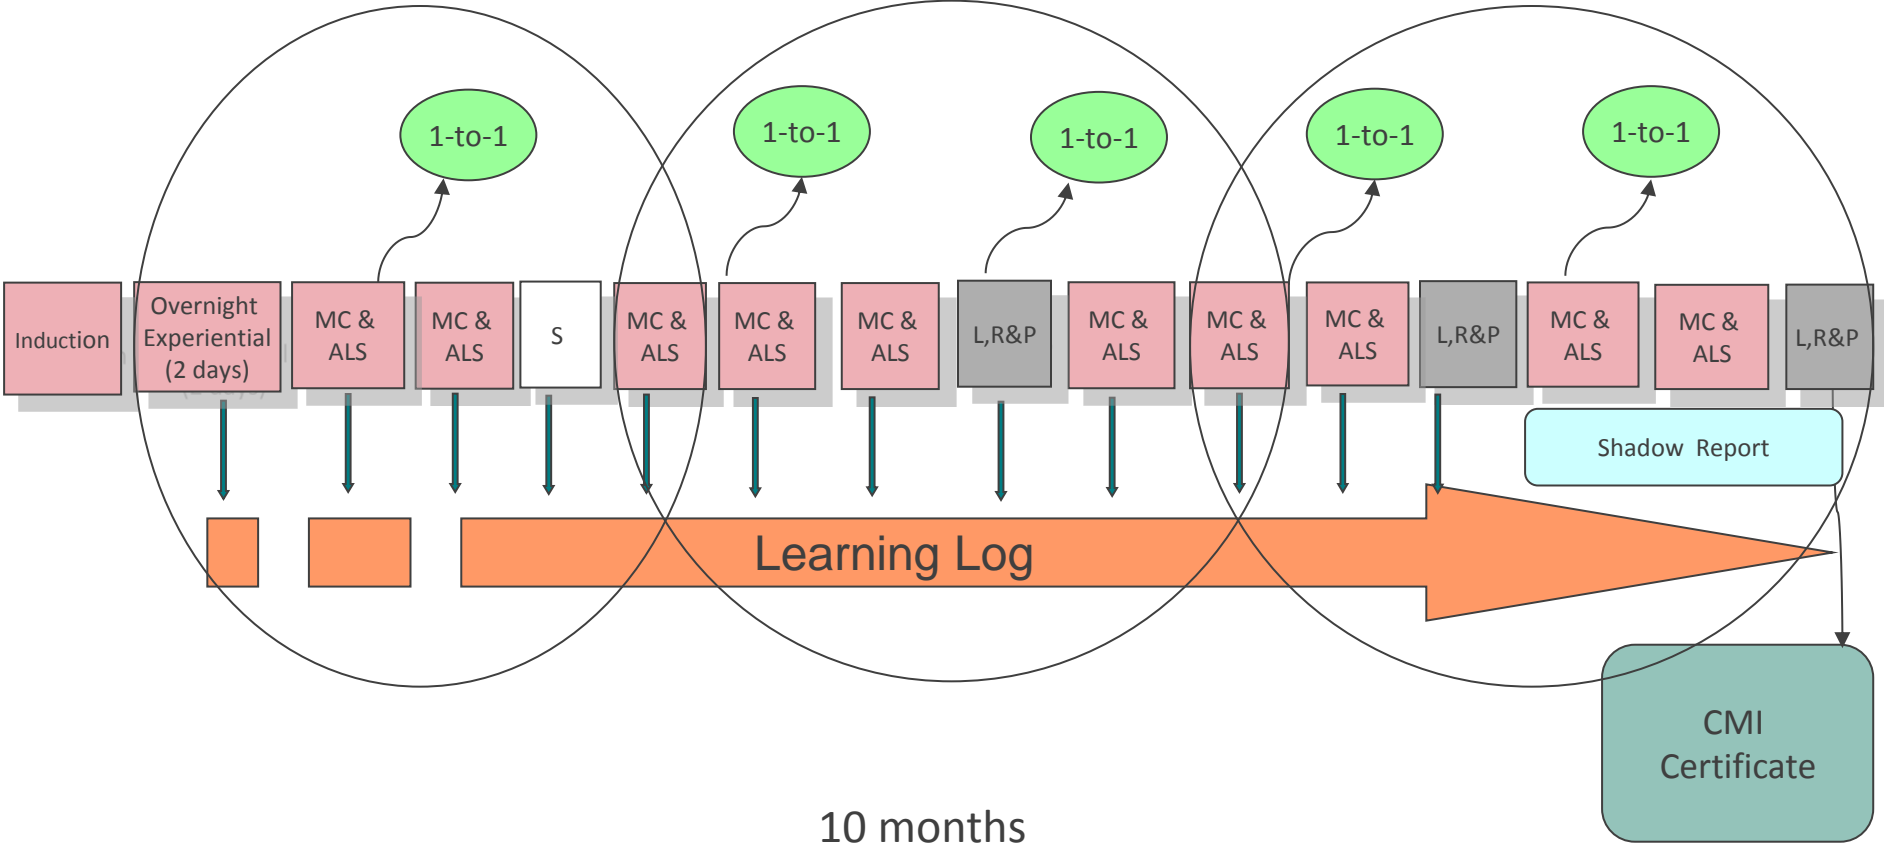 1-to-1
1-to-1
1-to-1
1-to-1
1-to-1
Induction
Overnight
Experiential
(2 days)
MC &
ALS
MC &
ALS
S
MC &
ALS
MC &
ALS
MC &
ALS
L,R&P
MC &
ALS
MC &
ALS
MC &
ALS
L,R&P
MC &
ALS
MC &
ALS
L,R&P
Shadow Report
Learning Log
CMI
Certificate
10 months